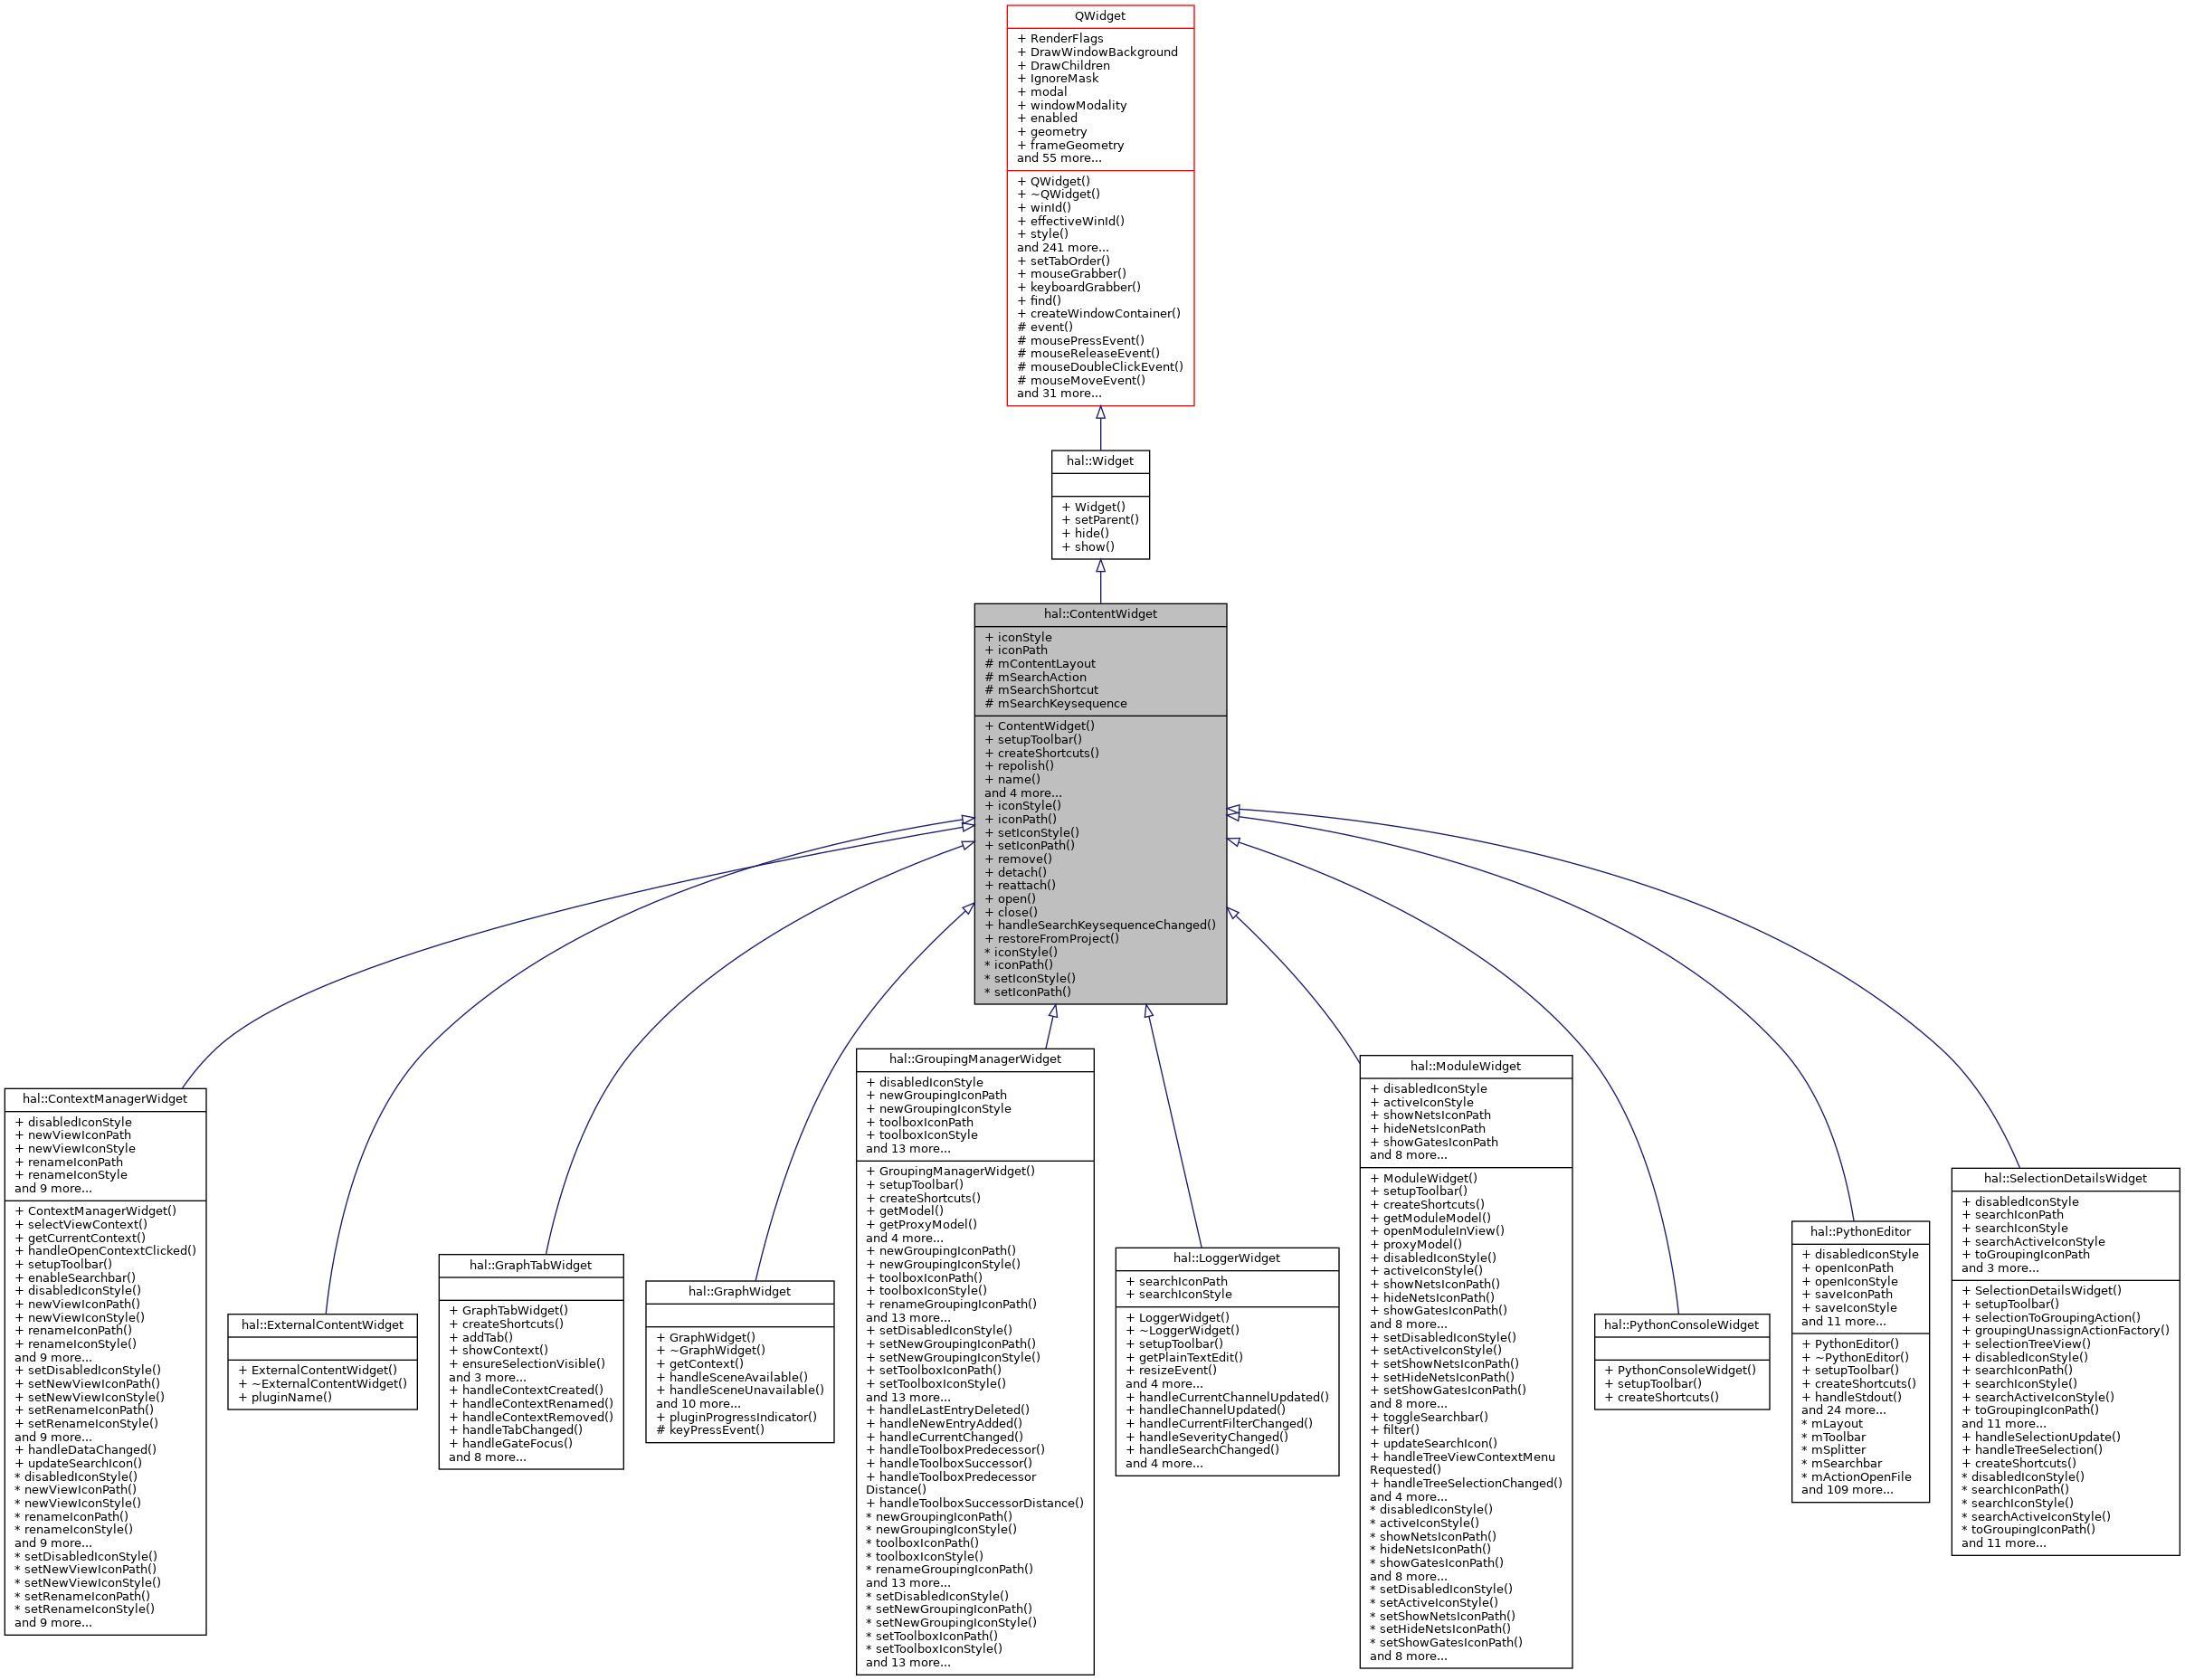 QWidget
+ RenderFlags
+ DrawWindowBackground
+ DrawChildren
+ IgnoreMask
+ modal
+ windowModality
+ enabled
+ geometry
+ frameGeometry
and 55 more...
+ QWidget()
+ ~QWidget()
+ winId()
+ effectiveWinId()
+ style()
and 241 more...
+ setTabOrder()
+ mouseGrabber()
+ keyboardGrabber()
+ find()
+ createWindowContainer()
# event()
# mousePressEvent()
# mouseReleaseEvent()
# mouseDoubleClickEvent()
# mouseMoveEvent()
and 31 more...
hal::Widget
+ Widget()
+ setParent()
+ hide()
+ show()
hal::ContentWidget
+ iconStyle
+ iconPath
# mContentLayout
# mSearchAction
# mSearchShortcut
# mSearchKeysequence
+ ContentWidget()
+ setupToolbar()
+ createShortcuts()
+ repolish()
+ name()
and 4 more...
+ iconStyle()
+ iconPath()
+ setIconStyle()
+ setIconPath()
+ remove()
+ detach()
+ reattach()
+ open()
+ close()
+ handleSearchKeysequenceChanged()
+ restoreFromProject()
* iconStyle()
* iconPath()
* setIconStyle()
* setIconPath()
hal::ContextManagerWidget
+ disabledIconStyle
+ newViewIconPath
+ newViewIconStyle
+ renameIconPath
+ renameIconStyle
and 9 more...
+ ContextManagerWidget()
+ selectViewContext()
+ getCurrentContext()
+ handleOpenContextClicked()
+ setupToolbar()
+ enableSearchbar()
+ disabledIconStyle()
+ newViewIconPath()
+ newViewIconStyle()
+ renameIconPath()
+ renameIconStyle()
and 9 more...
+ setDisabledIconStyle()
+ setNewViewIconPath()
+ setNewViewIconStyle()
+ setRenameIconPath()
+ setRenameIconStyle()
and 9 more...
+ handleDataChanged()
+ updateSearchIcon()
* disabledIconStyle()
* newViewIconPath()
* newViewIconStyle()
* renameIconPath()
* renameIconStyle()
and 9 more...
* setDisabledIconStyle()
* setNewViewIconPath()
* setNewViewIconStyle()
* setRenameIconPath()
* setRenameIconStyle()
and 9 more...
hal::ExternalContentWidget
+ ExternalContentWidget()
+ ~ExternalContentWidget()
+ pluginName()
hal::GraphTabWidget
+ GraphTabWidget()
+ createShortcuts()
+ addTab()
+ showContext()
+ ensureSelectionVisible()
and 3 more...
+ handleContextCreated()
+ handleContextRenamed()
+ handleContextRemoved()
+ handleTabChanged()
+ handleGateFocus()
and 8 more...
hal::GraphWidget
+ GraphWidget()
+ ~GraphWidget()
+ getContext()
+ handleSceneAvailable()
+ handleSceneUnavailable()
and 10 more...
+ pluginProgressIndicator()
# keyPressEvent()
hal::GroupingManagerWidget
+ disabledIconStyle
+ newGroupingIconPath
+ newGroupingIconStyle
+ toolboxIconPath
+ toolboxIconStyle
and 13 more...
+ GroupingManagerWidget()
+ setupToolbar()
+ createShortcuts()
+ getModel()
+ getProxyModel()
and 4 more...
+ newGroupingIconPath()
+ newGroupingIconStyle()
+ toolboxIconPath()
+ toolboxIconStyle()
+ renameGroupingIconPath()
and 13 more...
+ setDisabledIconStyle()
+ setNewGroupingIconPath()
+ setNewGroupingIconStyle()
+ setToolboxIconPath()
+ setToolboxIconStyle()
and 13 more...
+ handleLastEntryDeleted()
+ handleNewEntryAdded()
+ handleCurrentChanged()
+ handleToolboxPredecessor()
+ handleToolboxSuccessor()
+ handleToolboxPredecessor
Distance()
+ handleToolboxSuccessorDistance()
* newGroupingIconPath()
* newGroupingIconStyle()
* toolboxIconPath()
* toolboxIconStyle()
* renameGroupingIconPath()
and 13 more...
* setDisabledIconStyle()
* setNewGroupingIconPath()
* setNewGroupingIconStyle()
* setToolboxIconPath()
* setToolboxIconStyle()
and 13 more...
hal::LoggerWidget
+ searchIconPath
+ searchIconStyle
+ LoggerWidget()
+ ~LoggerWidget()
+ setupToolbar()
+ getPlainTextEdit()
+ resizeEvent()
and 4 more...
+ handleCurrentChannelUpdated()
+ handleChannelUpdated()
+ handleCurrentFilterChanged()
+ handleSeverityChanged()
+ handleSearchChanged()
and 4 more...
hal::ModuleWidget
+ disabledIconStyle
+ activeIconStyle
+ showNetsIconPath
+ hideNetsIconPath
+ showGatesIconPath
and 8 more...
+ ModuleWidget()
+ setupToolbar()
+ createShortcuts()
+ getModuleModel()
+ openModuleInView()
+ proxyModel()
+ disabledIconStyle()
+ activeIconStyle()
+ showNetsIconPath()
+ hideNetsIconPath()
+ showGatesIconPath()
and 8 more...
+ setDisabledIconStyle()
+ setActiveIconStyle()
+ setShowNetsIconPath()
+ setHideNetsIconPath()
+ setShowGatesIconPath()
and 8 more...
+ toggleSearchbar()
+ filter()
+ updateSearchIcon()
+ handleTreeViewContextMenu
Requested()
+ handleTreeSelectionChanged()
and 4 more...
* disabledIconStyle()
* activeIconStyle()
* showNetsIconPath()
* hideNetsIconPath()
* showGatesIconPath()
and 8 more...
* setDisabledIconStyle()
* setActiveIconStyle()
* setShowNetsIconPath()
* setHideNetsIconPath()
* setShowGatesIconPath()
and 8 more...
hal::PythonConsoleWidget
+ PythonConsoleWidget()
+ setupToolbar()
+ createShortcuts()
hal::PythonEditor
+ disabledIconStyle
+ openIconPath
+ openIconStyle
+ saveIconPath
+ saveIconStyle
and 11 more...
+ PythonEditor()
+ ~PythonEditor()
+ setupToolbar()
+ createShortcuts()
+ handleStdout()
and 24 more...
* mLayout
* mToolbar
* mSplitter
* mSearchbar
* mActionOpenFile
and 109 more...
hal::SelectionDetailsWidget
+ disabledIconStyle
+ searchIconPath
+ searchIconStyle
+ searchActiveIconStyle
+ toGroupingIconPath
and 3 more...
+ SelectionDetailsWidget()
+ setupToolbar()
+ selectionToGroupingAction()
+ groupingUnassignActionFactory()
+ selectionTreeView()
+ disabledIconStyle()
+ searchIconPath()
+ searchIconStyle()
+ searchActiveIconStyle()
+ toGroupingIconPath()
and 11 more...
+ handleSelectionUpdate()
+ handleTreeSelection()
+ createShortcuts()
* disabledIconStyle()
* searchIconPath()
* searchIconStyle()
* searchActiveIconStyle()
* toGroupingIconPath()
and 11 more...